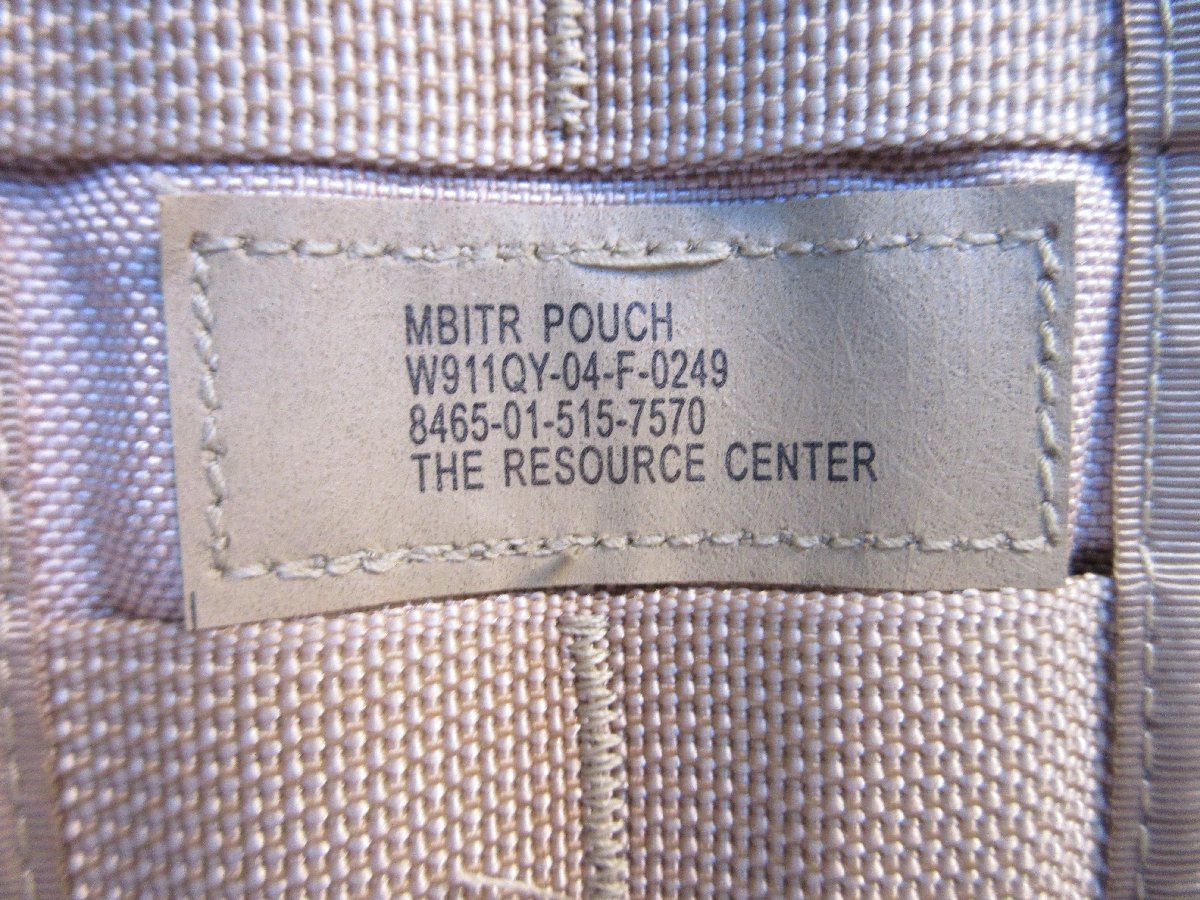 MBITR POUCH
W911QY-04-F-0249
8465-01-515-7570
THE RESOURCE CENTER